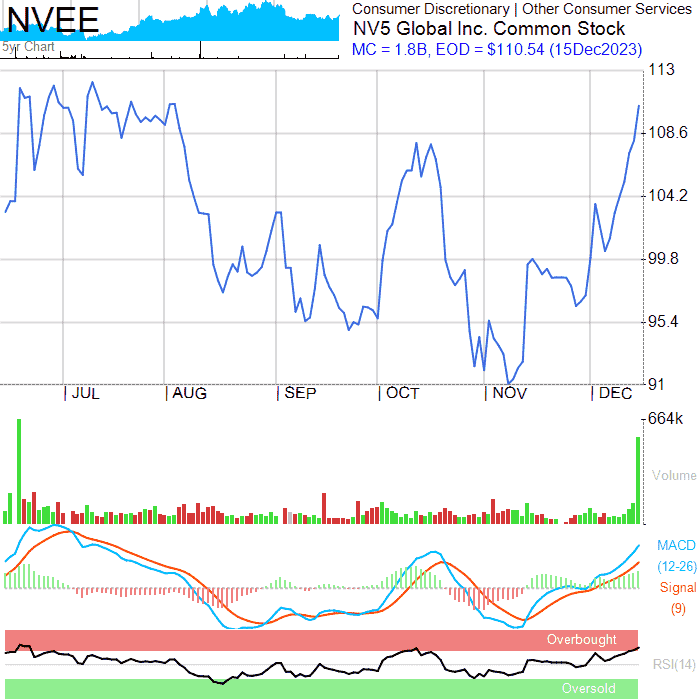 NVEE
5yr Chart
Consumer Discretionary | Other Consumer Services
NV5 Global Inc. Common Stock
MC = 1.8B, EOD = $110.54 (15Dec2023)
113
108.6
104.2
99.8
95.4
91
JUL
AUG
SEP
OCT
NOV
DEC
664k
Volume
MACD
(12-26)
Signal
(9)
Overbought
RSI(14)
Oversold